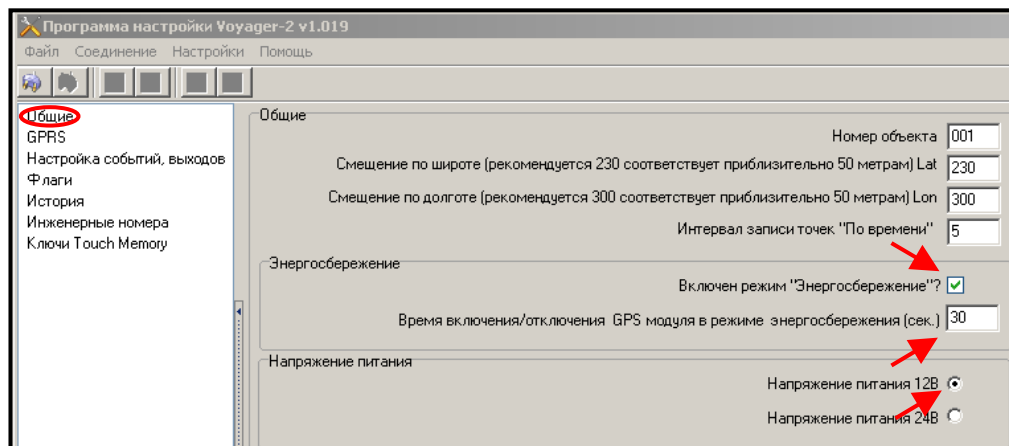 Программа настройки Voyager-2 v1.019
Файл Соединение Настройки Помощь
Общие
GPRS
Настройка событий, выходов
Флаги
История
Инженерные номера
Ключи Touch Memory
Общие
Номер объекта 001
Смещение по широте (рекомендуется 230 соответствует приблизительно 50 метрам) Lat 230
Смещение по долготе (рекомендуется 300 соответствует приблизительно 50 метрам) Lon 300
Интервал записи точек "По времени" 5
Энергосбережение
Включен режим "Энергосбережение"?
Время включения/отключения GPS модуля в режиме энергосбережения (сек.) 30
Напряжение питания
Напряжение питания 12В
Напряжение питания 24В